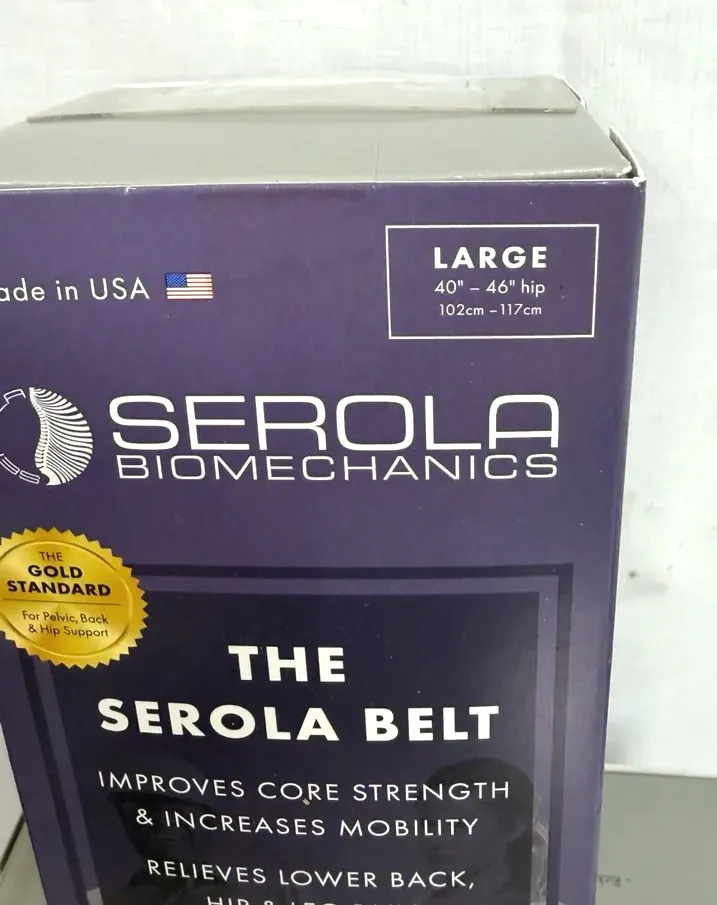 ade in USA
LARGE
40" – 46" hip
102cm –117cm
SEROLA
BIOMECHANICS
THE
GOLD
STANDARD
For Pelvic, Back
& Hip Support
THE
SEROLA BELT
IMPROVES CORE STRENGTH
& INCREASES MOBILITY
RELIEVES LOWER BACK,
HIP &